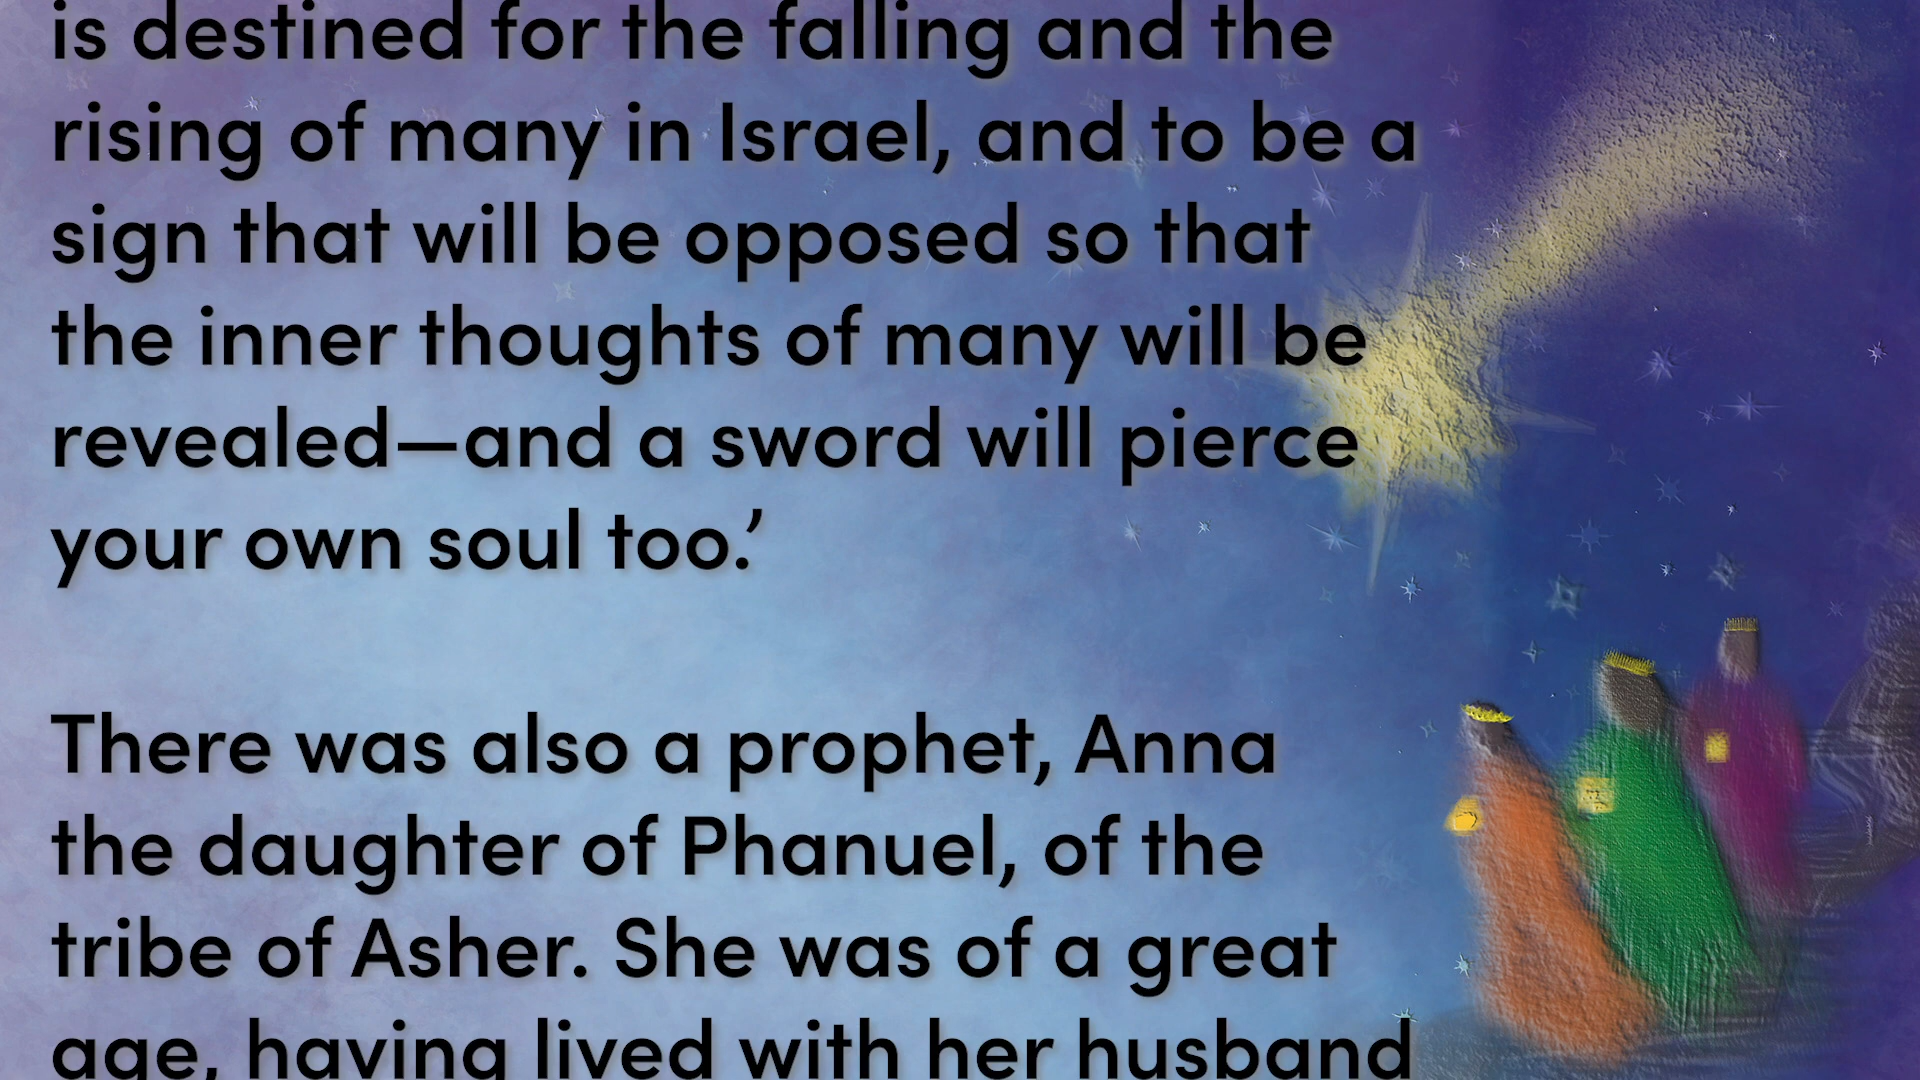 is destined for the falling and the
rising of many in Israel, and to be a
sign that will be opposed so that
the inner thoughts of many will be
revealed—and a sword will pierce
your own soul too.’
There was also a prophet, Anna
the daughter of Phanuel, of the
tribe of Asher. She was of a great
age, having lived with her husband